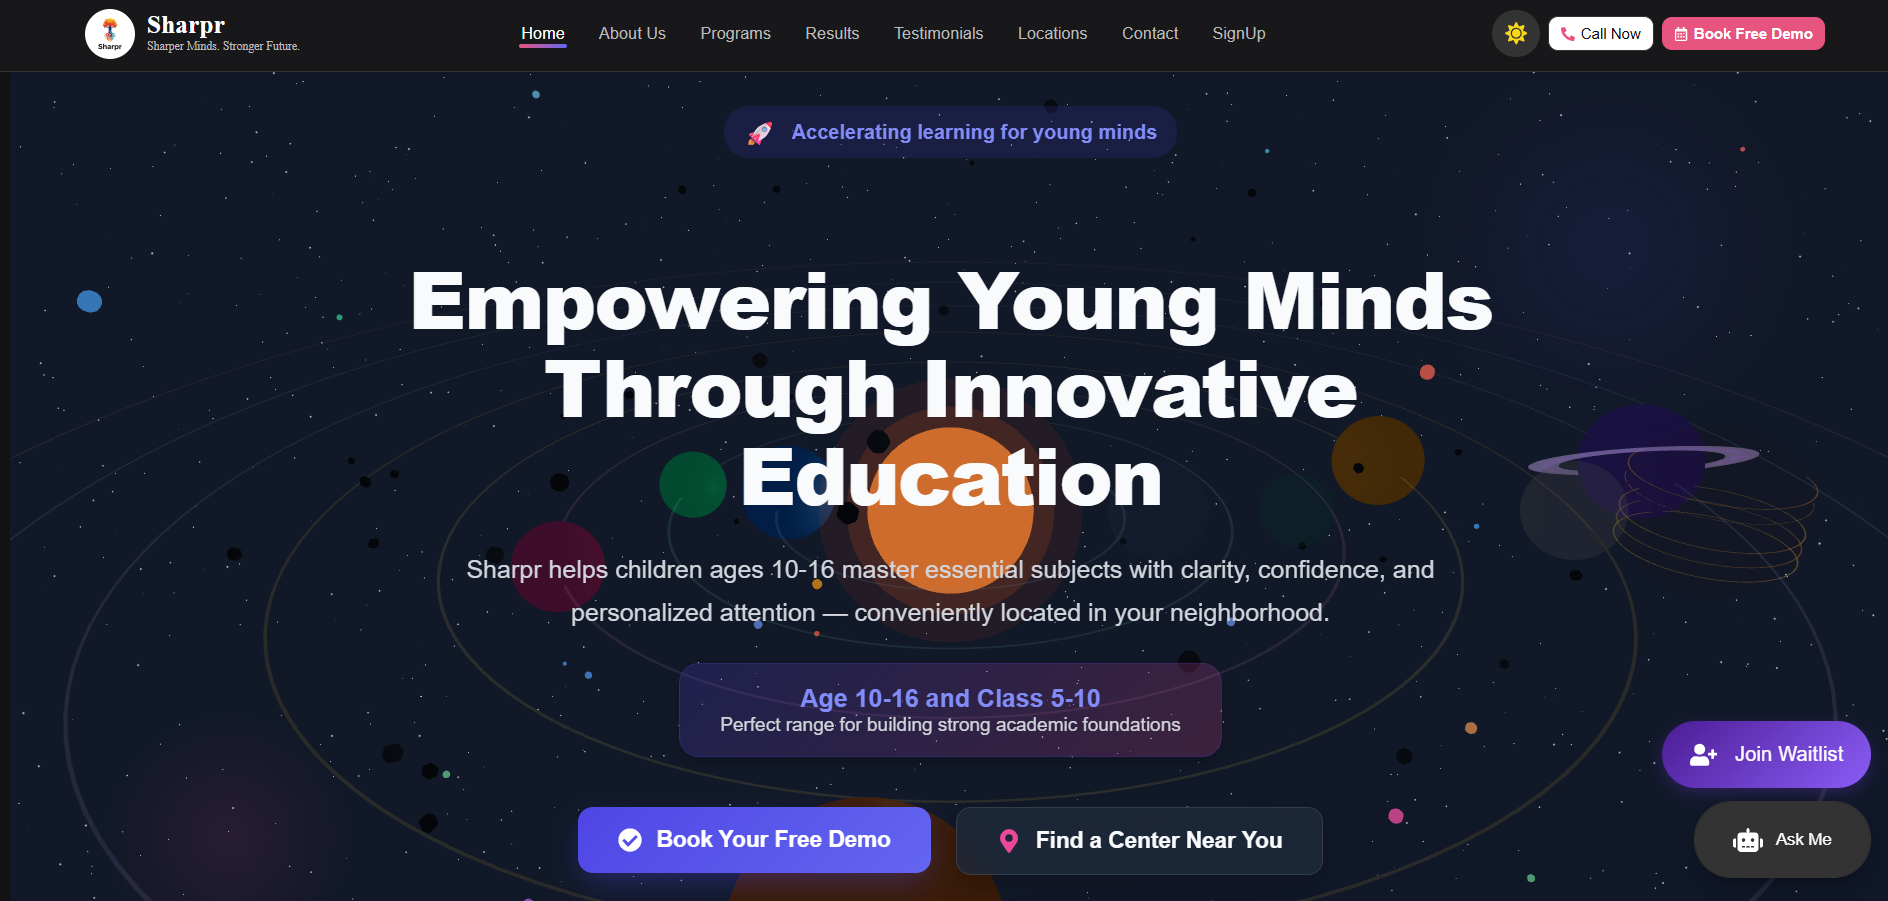 Sharpr
Sharpr
Sharper Minds. Stronger Future.
Home
About Us
Programs
Results
Testimonials
Locations
Contact
SignUp
Call Now
Book Free Demo
Accelerating learning for young minds
Empowering Young Minds
Through Innovative
Education
Sharpr helps children ages 10-16 master essential subjects with clarity, confidence, and
personalized attention — conveniently located in your neighborhood.
Age 10-16 and Class 5-10
Perfect range for building strong academic foundations
Join Waitlist
Book Your Free Demo
Find a Center Near You
Ask Me